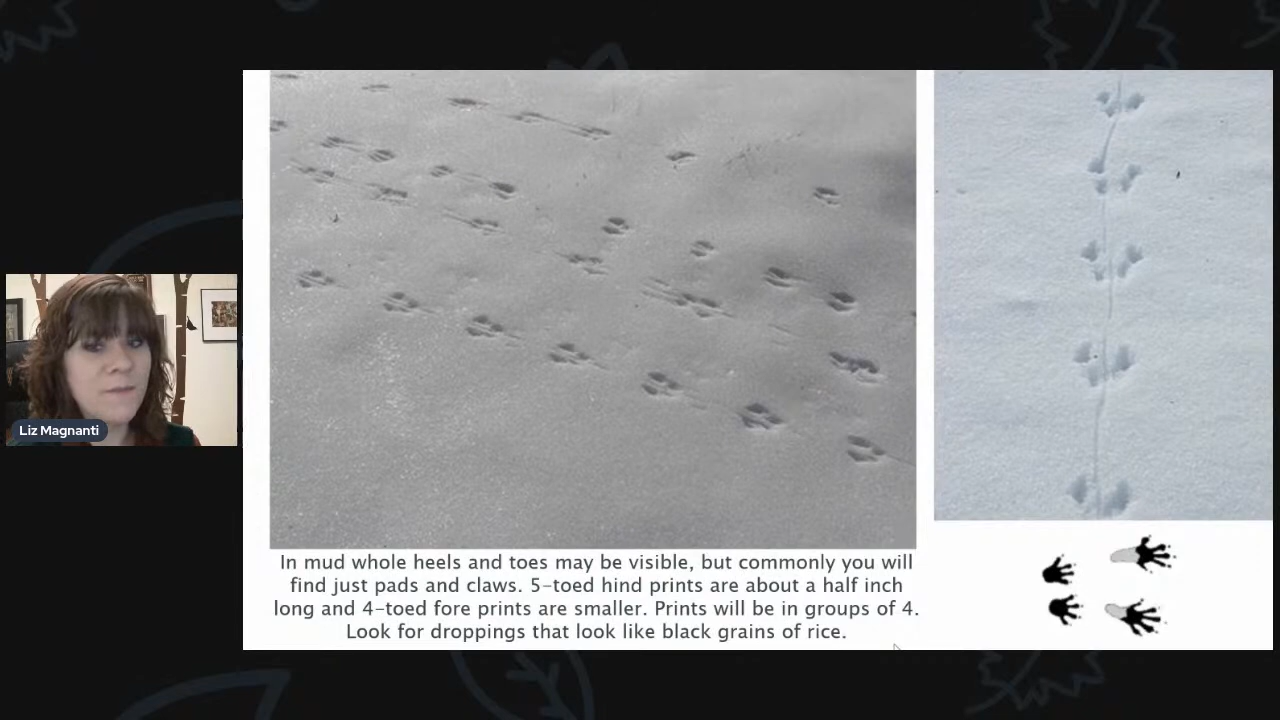 Liz Magnanti
In mud whole heels and toes may be visible, but commonly you will
find just pads and claws. 5-toed hind prints are about a half inch
long and 4-toed fore prints are smaller. Prints will be in groups of 4.
Look for droppings that look like black grains of rice.